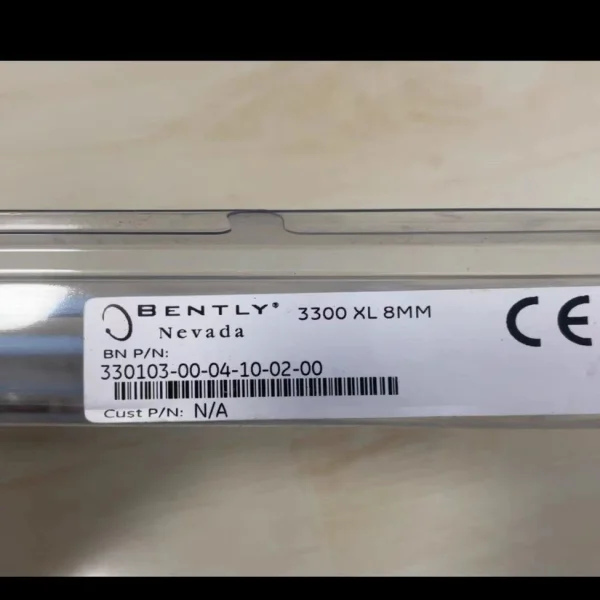 BENTLY® 3300 XL 8MM
Nevada
BN P/N:
330103-00-04-10-02-00
Cust P/N: N/A
CE